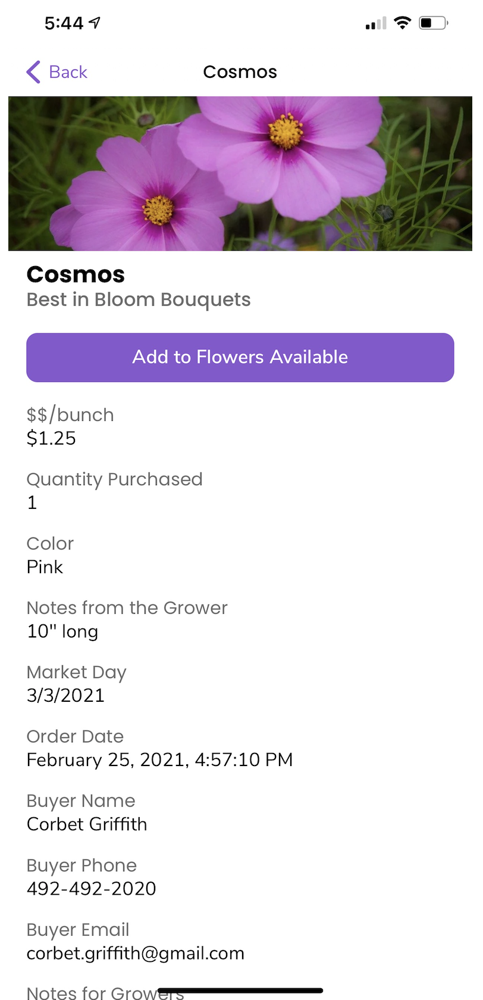 5:44
Back
Cosmos
Cosmos
Best in Bloom Bouquets
Add to Flowers Available
$$/bunch
$1.25
Quantity Purchased
1
Color
Pink
Notes from the Grower
10" long
Market Day
3/3/2021
Order Date
February 25, 2021, 4:57:10 PM
Buyer Name
Corbet Griffith
Buyer Phone
492-492-2020
Buyer Email
corbet.griffith@gmail.com
Notes for Growers